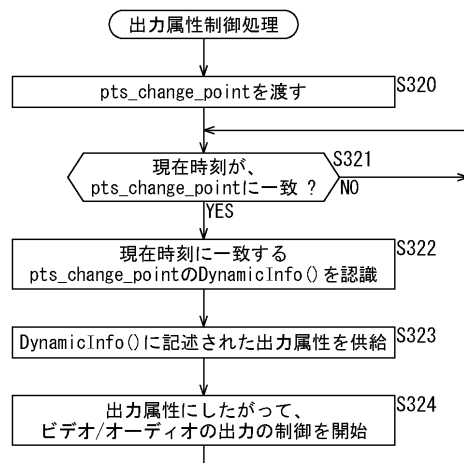 出力属性制御処理
pts_change_pointを渡す
S320
現在時刻が、
pts_change_pointに一致 ?
S321
NO
YES
現在時刻に一致する
pts_change_pointのDynamicInfo()を認識
S322
DynamicInfo()に記述された出力属性を供給
S323
出力属性にしたがって、
ビデオ/オーディオの出力の制御を開始
S324